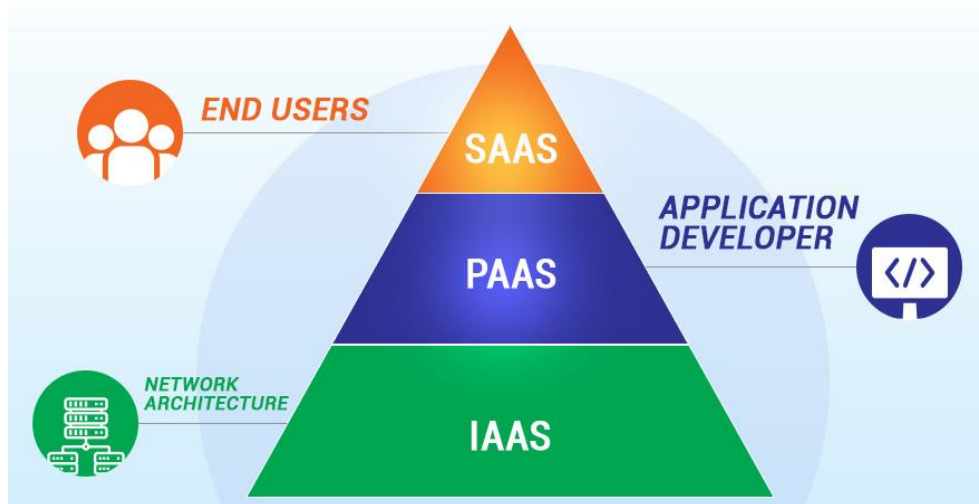 END USERS
SAAS
APPLICATION
DEVELOPER
PAAS
</>
NETWORK
ARCHITECTURE
IAAS